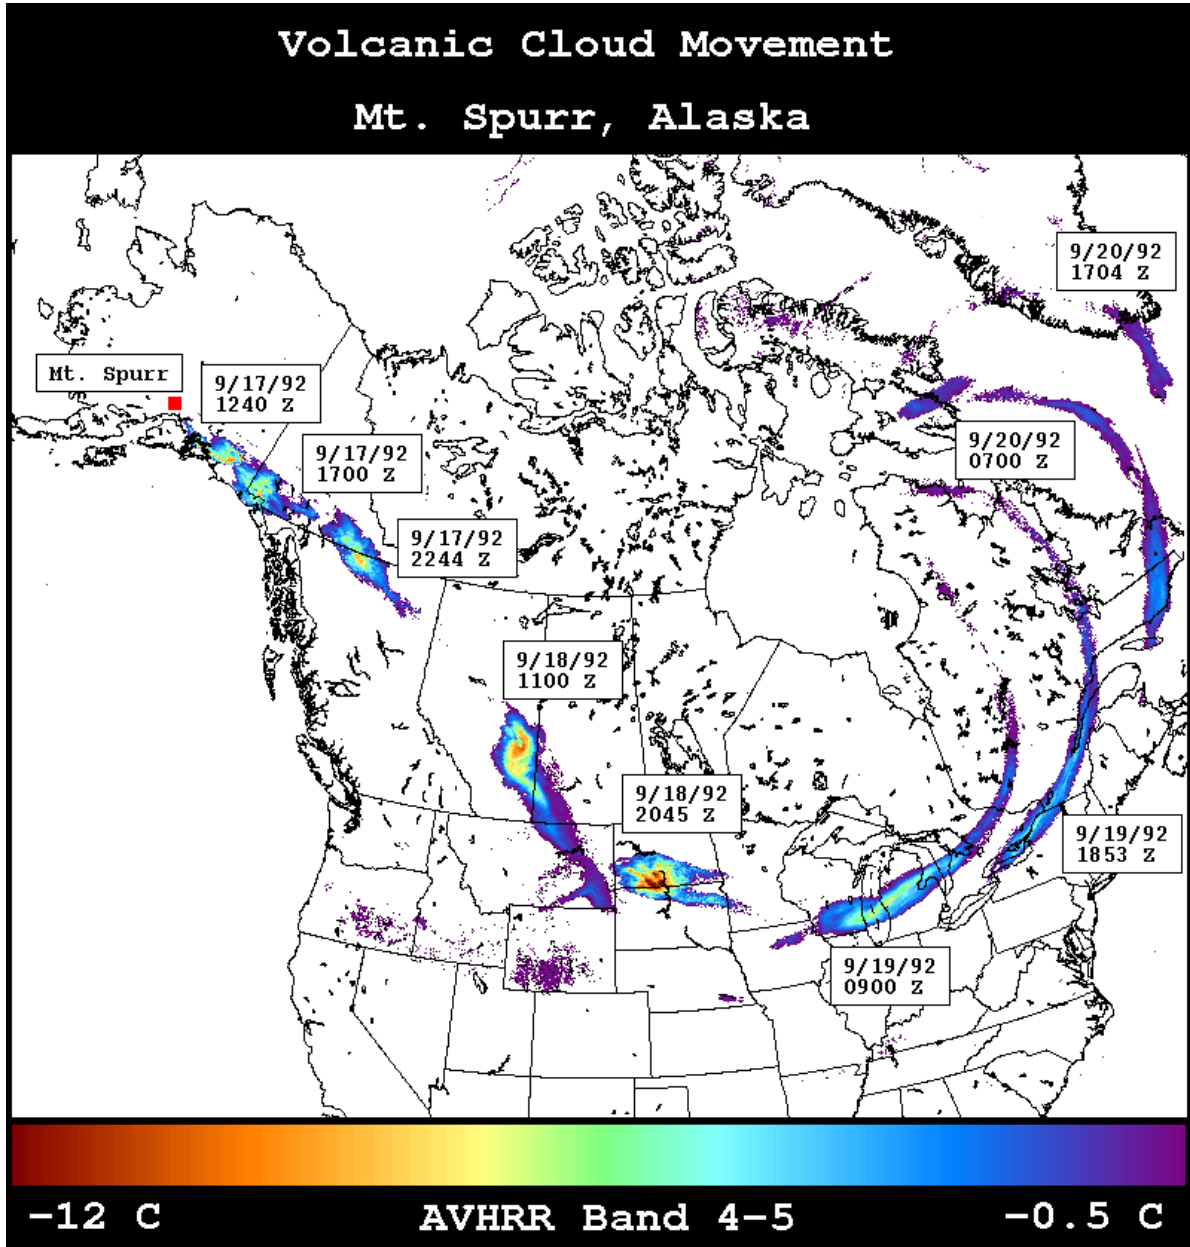 Volcanic Cloud Movement
Mt. Spurr, Alaska
9/20/92
1704 Z
Mt. Spurr
9/17/92
1240 Z
9/17/92
1700 Z
9/20/92
0700 Z
9/17/92
2244 Z
9/18/92
1100 Z
9/18/92
2045 Z
9/19/92
1853 Z
9/19/92
0900 Z
−12 C AVHRR Band 4−5 −0.5 C